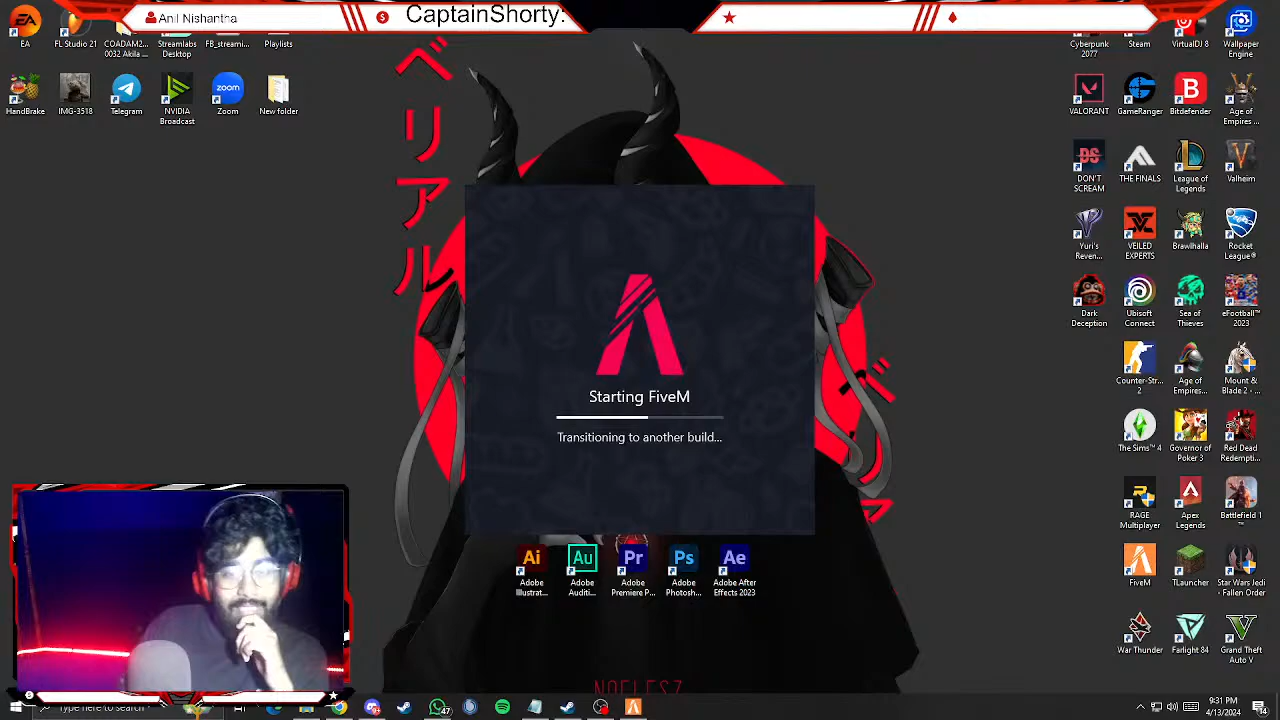 Anil Nishantha
CaptainShorty:
EA
FL Studio 21
COADAM2...
0032 Akila ...
Streamlabs
Desktop
FB_streami...
Playlists
Cyberpunk
2077
Steam
VirtualDJ 8
Wallpaper
Engine
HandBrake
IMG-3518
Telegram
NVIDIA
Broadcast
zoom
Zoom
New folder
ベリアル
VALORANT
GameRanger
Bitdefender
Age of
Empires ...
DON'T
SCREAM
THE FINALS
League of
Legends
Valheim
Yuri's
Reven...
VEILED
EXPERTS
Brawlhalla
Rocket
League®
Dark
Deception
Ubisoft
Connect
Sea of
Thieves
eFootball™
2023
Starting FiveM
Transitioning to another build...
Counter-Str...
2
Age of
Empires...
Mount &
Blade 2 - ...
The Sims™ 4
Governor of
Poker 3
Red Dead
Redemptio...
RAGE
Multiplayer
Apex
Legends
Battlefield 1
Ai
Au
Pr
Ps
Ae
Adobe
Illustrat...
Adobe
Auditi...
Adobe
Premiere P...
Adobe
Photosh...
Adobe After
Effects 2023
FiveM
TLauncher
Star Wars Jedi
- Fallen Order
War Thunder
Farlight 84
Grand Theft
Auto V
Type here to search
47
9:31 PM
4/13/2024